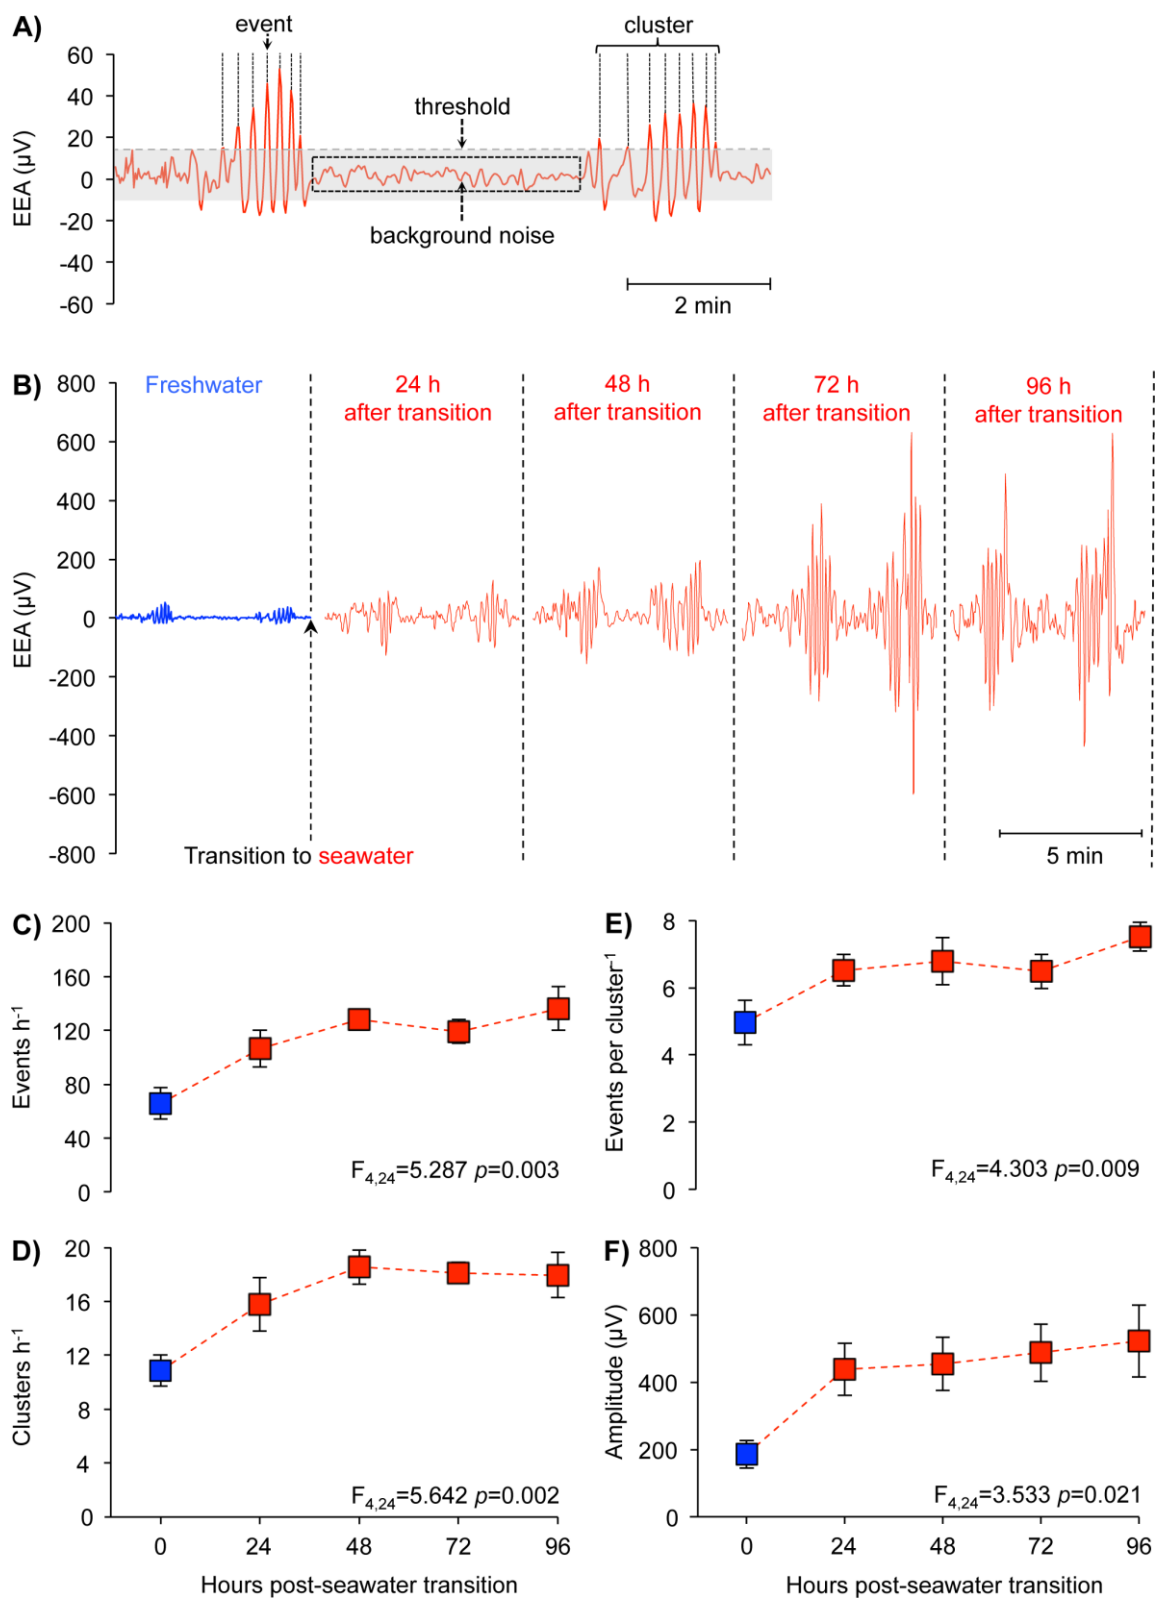 A)
event
cluster
threshold
background noise
60
40
20
0
-20
-40
-60
EEA (µV)
2 min
B)
Freshwater
24 h
after transition
48 h
after transition
72 h
after transition
96 h
after transition
800
600
400
200
0
-200
-400
-600
-800
EEA (µV)
Transition to seawater
5 min
C)
200
160
120
80
40
0
Events h⁻¹
F₄,₂₄=5.287 p=0.003
E)
8
6
4
2
0
Events per cluster⁻¹
F₄,₂₄=4.303 p=0.009
D)
20
16
12
8
4
0
Clusters h⁻¹
F₄,₂₄=5.642 p=0.002
0 24 48 72 96
Hours post-seawater transition
F)
800
600
400
200
0
Amplitude (µV)
F₄,₂₄=3.533 p=0.021
0 24 48 72 96
Hours post-seawater transition